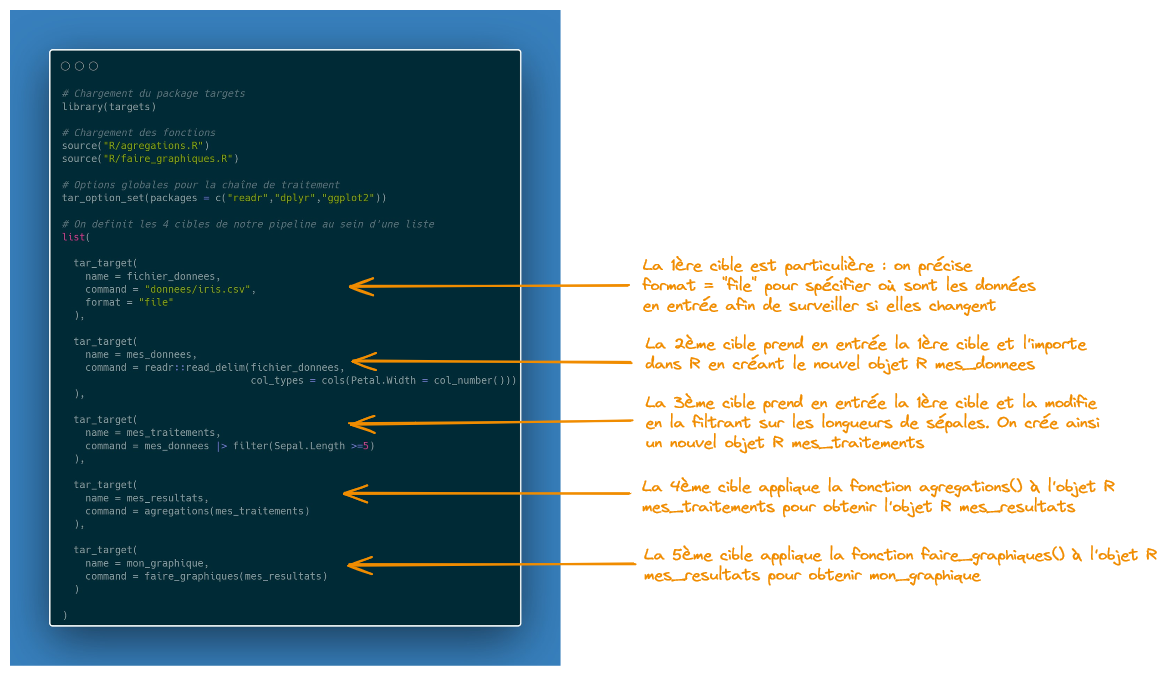 # Chargement du package targets
library(targets)
# Chargement des fonctions
source("R/agregations.R")
source("R/faire_graphiques.R")
# Options globales pour la chaîne de traitement
tar_option_set(packages = c("readr","dplyr","ggplot2"))
# On definit les 4 cibles de notre pipeline au sein d'une liste
list(
tar_target(
name = fichier_donnees,
command = "donnees/iris.csv",
format = "file"
),
tar_target(
name = mes_donnees,
command = readr::read_delim(fichier_donnees,
col_types = cols(Petal.Width = col_number()))
),
tar_target(
name = mes_traitements,
command = mes_donnees |> filter(Sepal.Length >=5)
),
tar_target(
name = mes_resultats,
command = agregations(mes_traitements)
),
tar_target(
name = mon_graphique,
command = faire_graphiques(mes_resultats)
)
)
La 1ère cible est particulière : on précise
format = "file" pour spécifier où sont les données
en entrée afin de surveiller si elles changent
La 2ème cible prend en entrée la 1ère cible et l'importe
dans R en créant le nouvel objet R mes_donnees
La 3ème cible prend en entrée la 1ère cible et la modifie
en la filtrant sur les longueurs de sépales. On crée ainsi
un nouvel objet R mes_traitements
La 4ème cible applique la fonction agregations() à l'objet R
mes_traitements pour obtenir l'objet R mes_resultats
La 5ème cible applique la fonction faire_graphiques() à l'objet R
mes_resultats pour obtenir mon_graphique